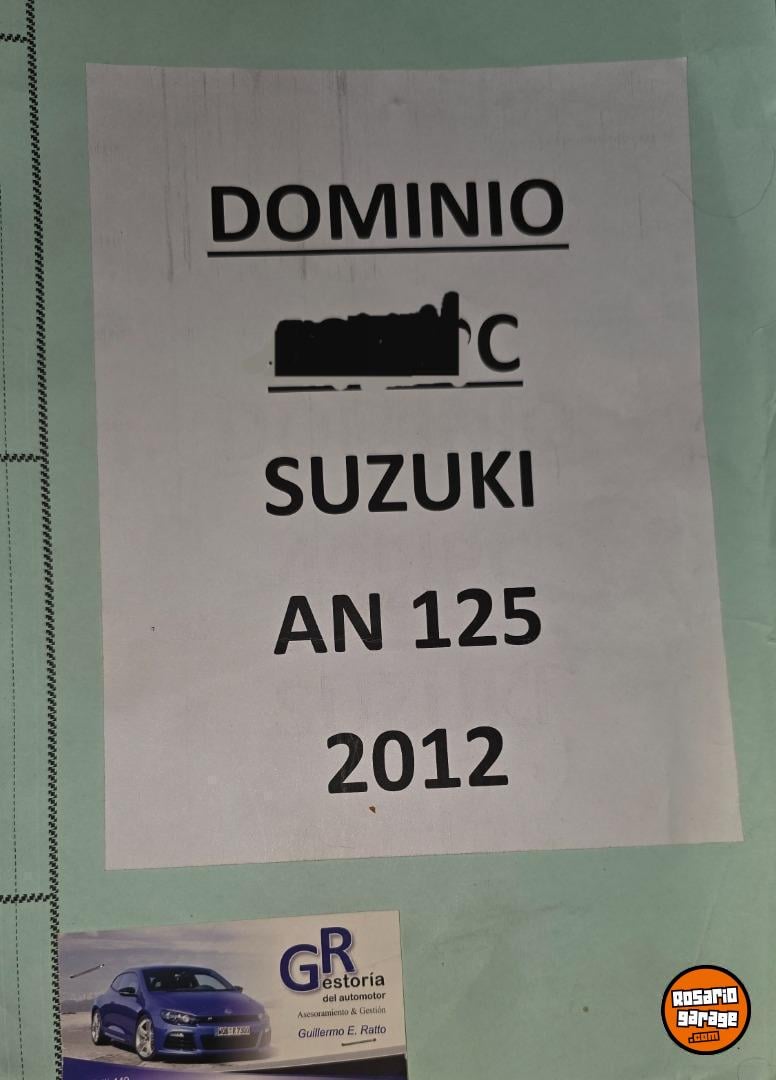 DOMINIO
C
SUZUKI
AN 125
2012
GR
estoría
del automotor
Asesoramiento & Gestión
Guillermo E. Ratto
Rosario
garage
.com